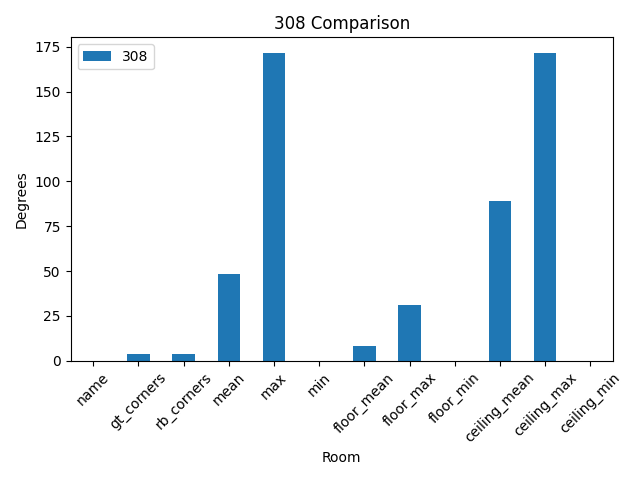 308 Comparison
308
Degrees
175
150
125
100
75
50
25
0
name
gt_corners
rb_corners
mean
max
min
floor_mean
floor_max
floor_min
ceiling_mean
ceiling_max
ceiling_min
Room